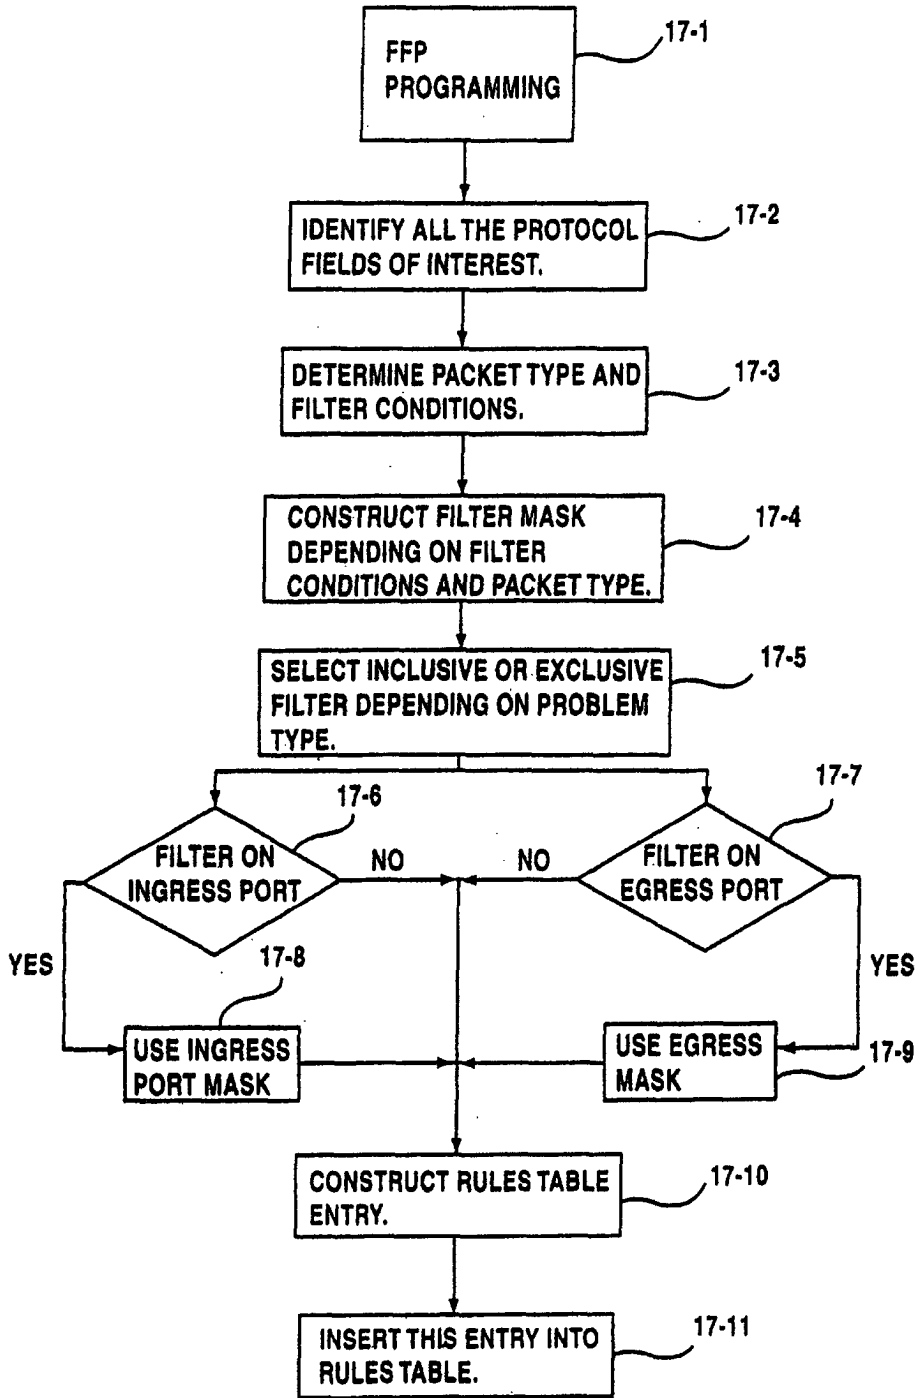 FFP
PROGRAMMING
17-1
IDENTIFY ALL THE PROTOCOL
FIELDS OF INTEREST.
17-2
DETERMINE PACKET TYPE AND
FILTER CONDITIONS.
17-3
CONSTRUCT FILTER MASK
DEPENDING ON FILTER
CONDITIONS AND PACKET TYPE.
17-4
SELECT INCLUSIVE OR EXCLUSIVE
FILTER DEPENDING ON PROBLEM
TYPE.
17-5
17-6
FILTER ON
INGRESS PORT
NO
YES
17-7
FILTER ON
EGRESS PORT
NO
YES
17-8
USE INGRESS
PORT MASK
USE EGRESS
MASK
17-9
CONSTRUCT RULES TABLE
ENTRY.
17-10
INSERT THIS ENTRY INTO
RULES TABLE.
17-11